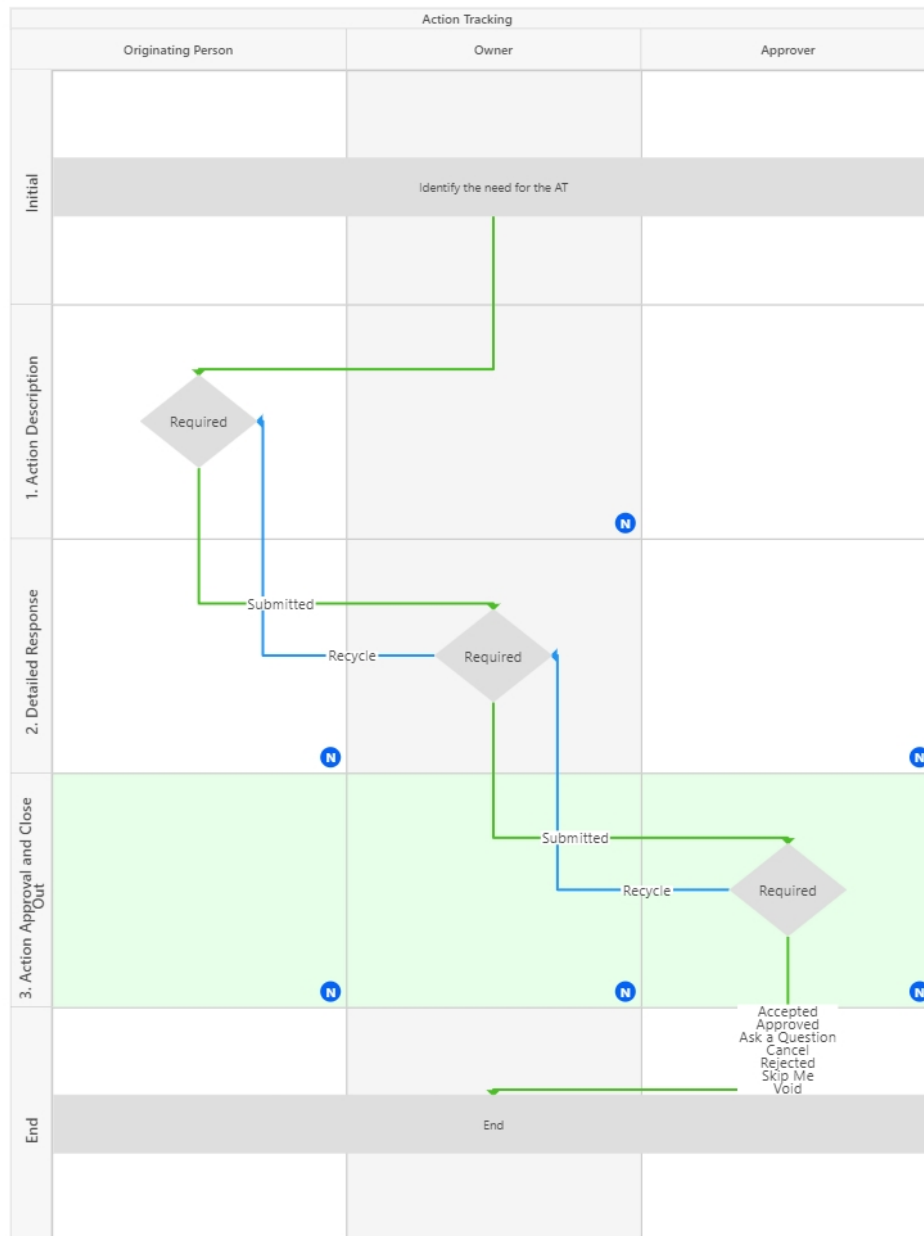 Action Tracking
Originating Person
Owner
Approver
Initial
Identify the need for the AT
1. Action Description
Required
N
2. Detailed Response
Submitted
Recycle
Required
N
N
3. Action Approval and Close
Out
Submitted
Recycle
Required
N
N
N
Accepted
Approved
Ask a Question
Cancel
Rejected
Skip Me
Void
End
End